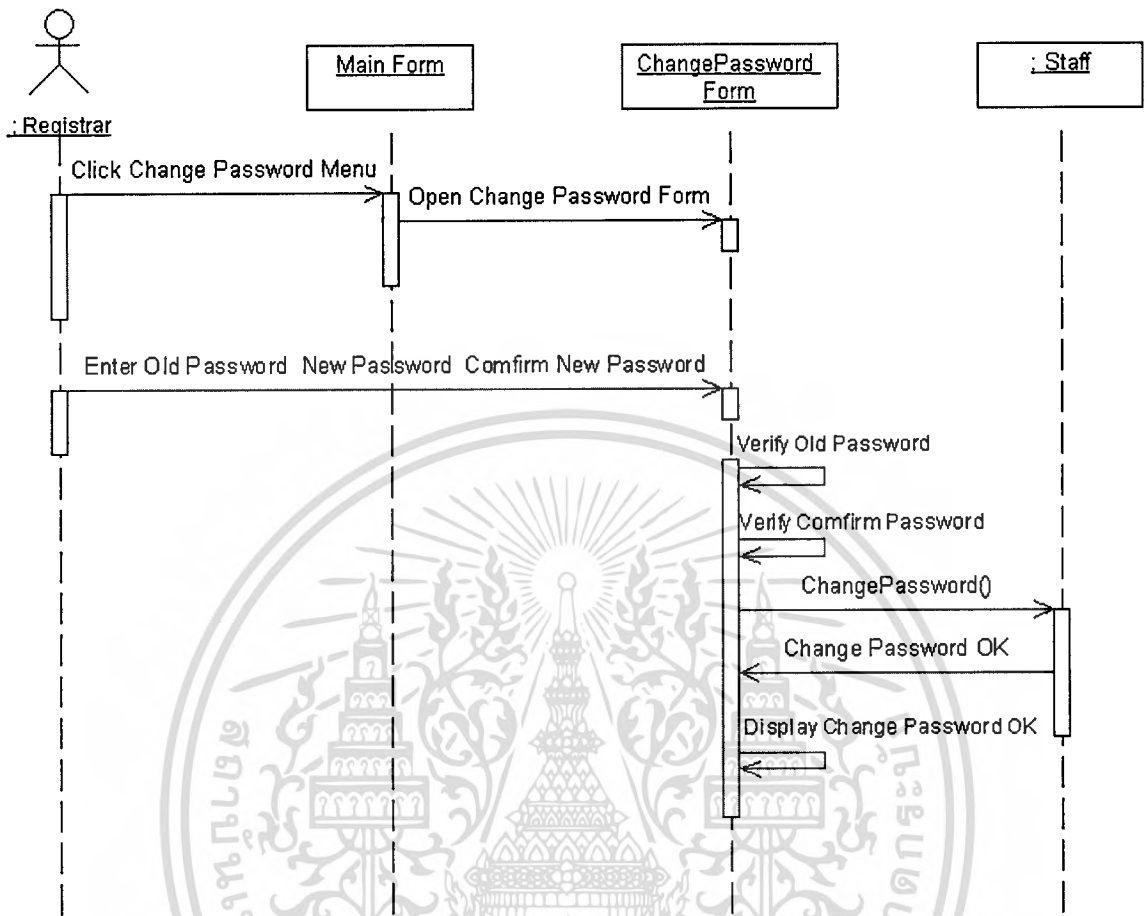 Main Form
ChangePassword
Form
: Staff
: Registrar
Click Change Password Menu
Open Change Password Form
Enter Old Password New Password Comfirm New Password
Verify Old Password
Verify Comfirm Password
ChangePassword()
Change Password OK
Display Change Password OK